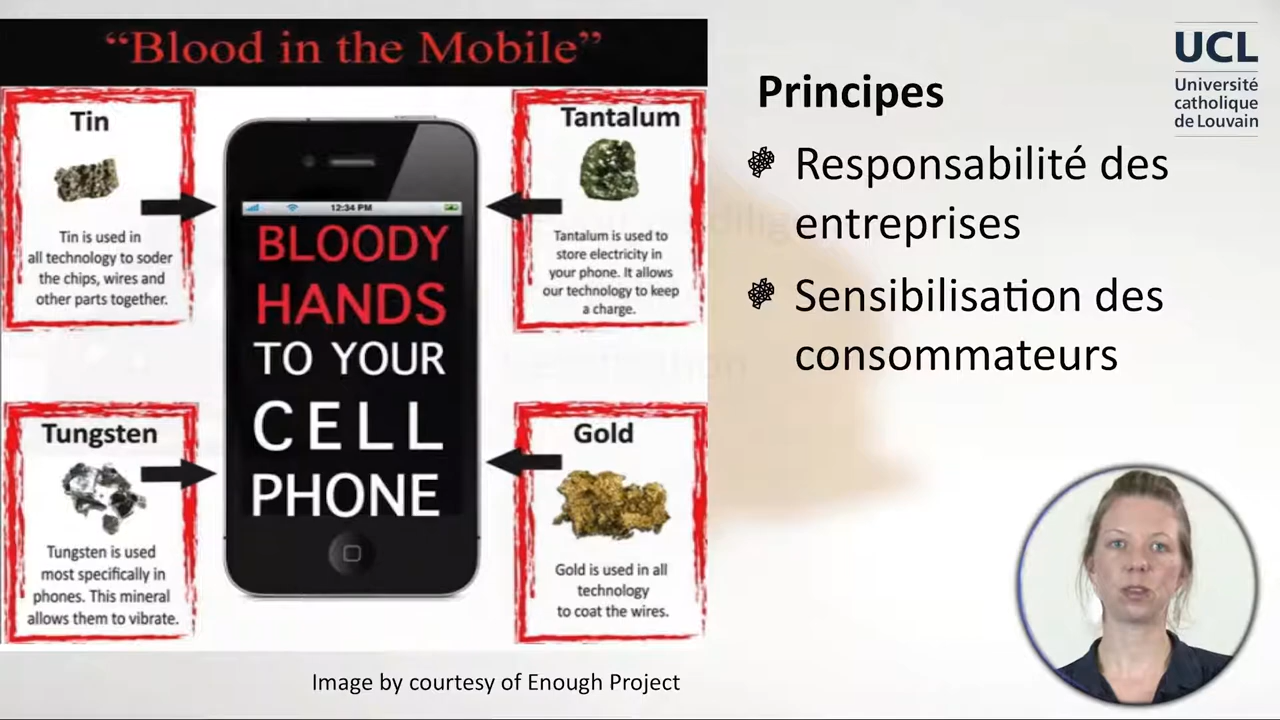 “Blood in the Mobile”
Tin
Tin is used in
all technology to soder
the chips, wires and
other parts together.
Tantalum
Tantalum is used to
store electricity in
your phone. It allows
our technology to keep
a charge.
12:34 PM
BLOODY
HANDS
TO YOUR
CELL
PHONE
Tungsten
Tungsten is used
most specifically in
phones. This mineral
allows them to vibrate.
Gold
Gold is used in all
technology
to coat the wires.
Image by courtesy of Enough Project
Principes
Responsabilité des
entreprises
Sensibilisation des
consommateurs
UCL
Université
catholique
de Louvain